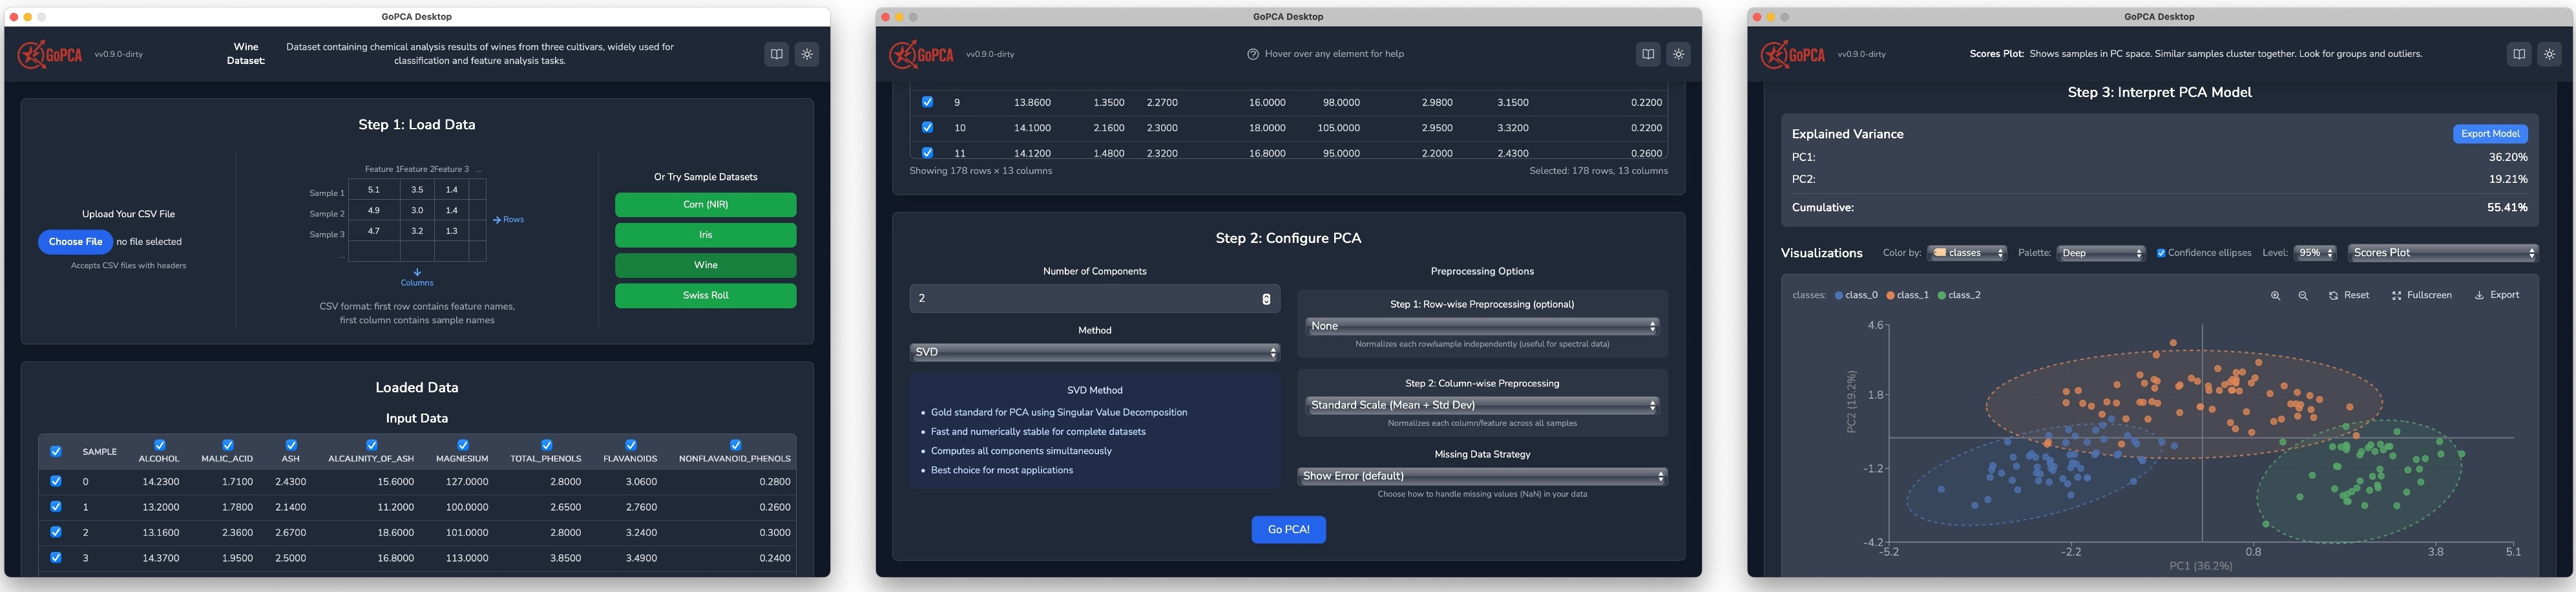 GoPCA Desktop
GoPCA
vv0.9.0-dirty
Wine Dataset:
Dataset containing chemical analysis results of wines from three cultivars, widely used for
classification and feature analysis tasks.
Step 1: Load Data
Upload Your CSV File
Choose File no file selected
Accepts CSV files with headers
Feature 1 Feature 2 Feature 3 ...
Sample 1 5.1 3.5 1.4
Sample 2 4.9 3.0 1.4
Sample 3 4.7 3.2 1.3
...
→ Rows
↓
Columns
CSV format: first row contains feature names,
first column contains sample names
Or Try Sample Datasets
Corn (NIR)
Iris
Wine
Swiss Roll
Loaded Data
Input Data
SAMPLE ALCOHOL MALIC_ACID ASH ALCALINITY_OF_ASH MAGNESIUM TOTAL_PHENOLS FLAVANOIDS NONFLAVANOID_PHENOLS
0 14.2300 1.7100 2.4300 15.6000 127.0000 2.8000 3.0600 0.2800
1 13.2000 1.7800 2.1400 11.2000 100.0000 2.6500 2.7600 0.2600
2 13.1600 2.3600 2.6700 18.6000 101.0000 2.8000 3.2400 0.3000
3 14.3700 1.9500 2.5000 16.8000 113.0000 3.8500 3.4900 0.2400
GoPCA Desktop
GoPCA
vv0.9.0-dirty
Hover over any element for help
9 13.8600 1.3500 2.2700 16.0000 98.0000 2.9800 3.1500 0.2200
10 14.1000 2.1600 2.3000 18.0000 105.0000 2.9500 3.3200 0.2200
11 14.1200 1.4800 2.3200 16.8000 95.0000 2.2000 2.4300 0.2600
Showing 178 rows × 13 columns
Selected: 178 rows, 13 columns
Step 2: Configure PCA
Number of Components
2
Method
SVD
SVD Method
• Gold standard for PCA using Singular Value Decomposition
• Fast and numerically stable for complete datasets
• Computes all components simultaneously
• Best choice for most applications
Preprocessing Options
Step 1: Row-wise Preprocessing (optional)
None
Normalizes each row/sample independently (useful for spectral data)
Step 2: Column-wise Preprocessing
Standard Scale (Mean + Std Dev)
Normalizes each column/feature across all samples
Missing Data Strategy
Show Error (default)
Choose how to handle missing values (NaN) in your data
Go PCA!
GoPCA Desktop
GoPCA
vv0.9.0-dirty
Scores Plot: Shows samples in PC space. Similar samples cluster together. Look for groups and outliers.
Step 3: Interpret PCA Model
Explained Variance
Export Model
PC1: 36.20%
PC2: 19.21%
Cumulative: 55.41%
Visualizations
Color by: classes
Palette: Deep
Confidence ellipses
Level: 95%
Scores Plot
classes: class_0 class_1 class_2
Reset
Fullscreen
Export
4.6
1.8
-1.2
-4.2
PC2 (19.2%)
-5.2 -2.2 0.8 3.8 5.1
PC1 (36.2%)